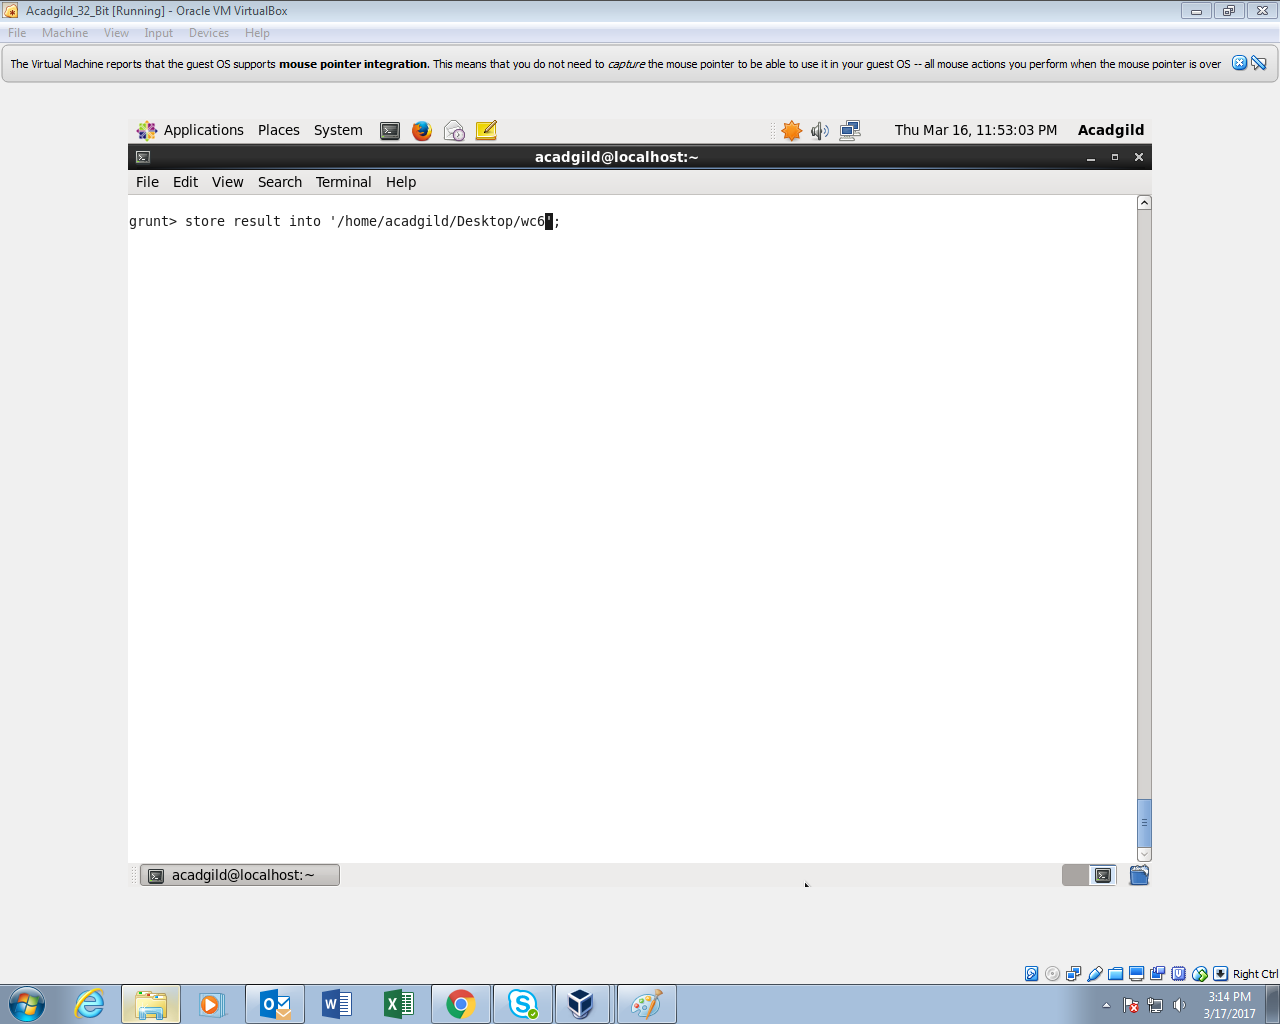 Acadgild_32_Bit [Running] - Oracle VM VirtualBox
File Machine View Input Devices Help
The Virtual Machine reports that the guest OS supports mouse pointer integration. This means that you do not need to capture the mouse pointer to be able to use it in your guest OS -- all mouse actions you perform when the mouse pointer is over
Applications Places System Thu Mar 16, 11:53:03 PM Acadgild
acadgild@localhost:~
File Edit View Search Terminal Help
grunt> store result into '/home/acadgild/Desktop/wc6';
acadgild@localhost:~
Right Ctrl
3:14 PM
3/17/2017